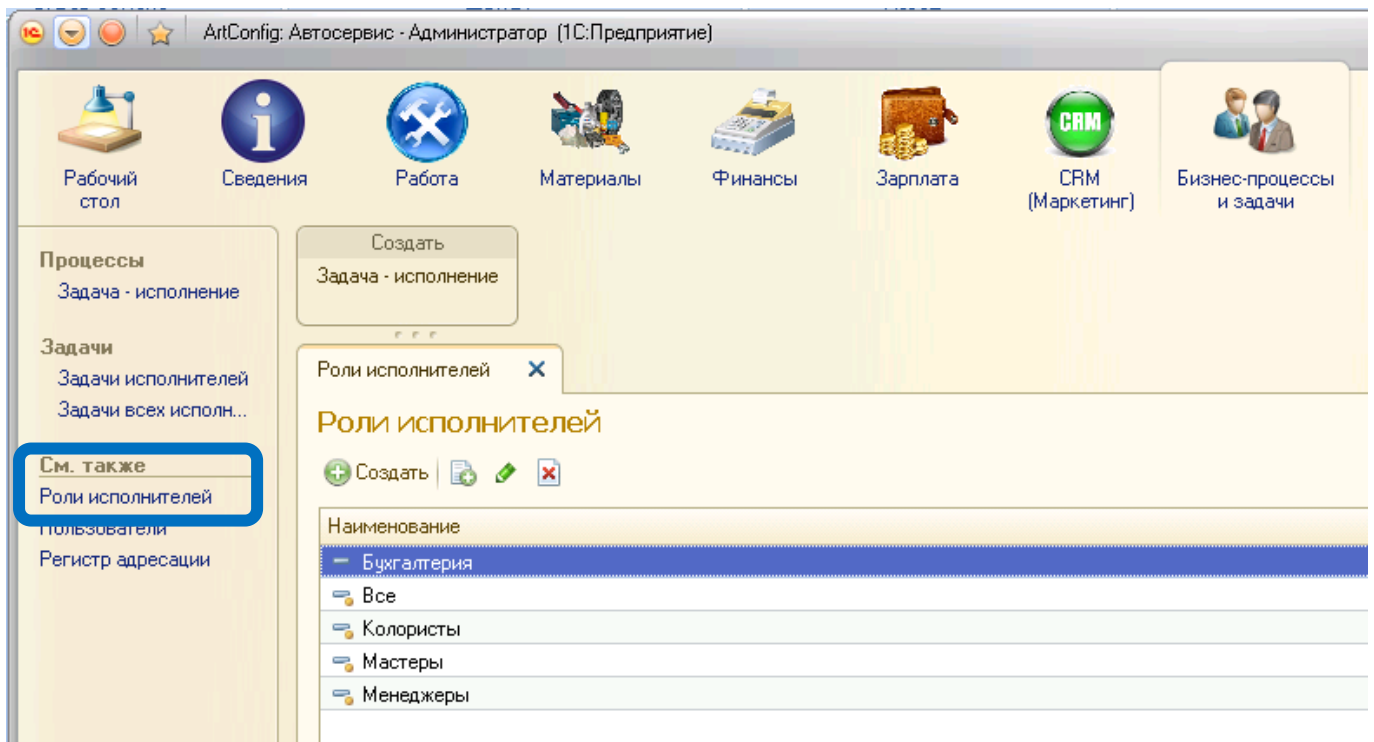 ArtConfig: Автосервис - Администратор (1С:Предприятие)
Рабочий
стол
Сведения
Работа
Материалы
Финансы
Зарплата
CRM
CRM
(Маркетинг)
Бизнес-процессы
и задачи
Процессы
Задача - исполнение
Задачи
Задачи исполнителей
Задачи всех исполн...
См. также
Роли исполнителей
Пользователи
Регистр адресации
Создать
Задача - исполнение
Роли исполнителей
Роли исполнителей
Создать
Наименование
Бухгалтерия
Все
Колористы
Мастеры
Менеджеры